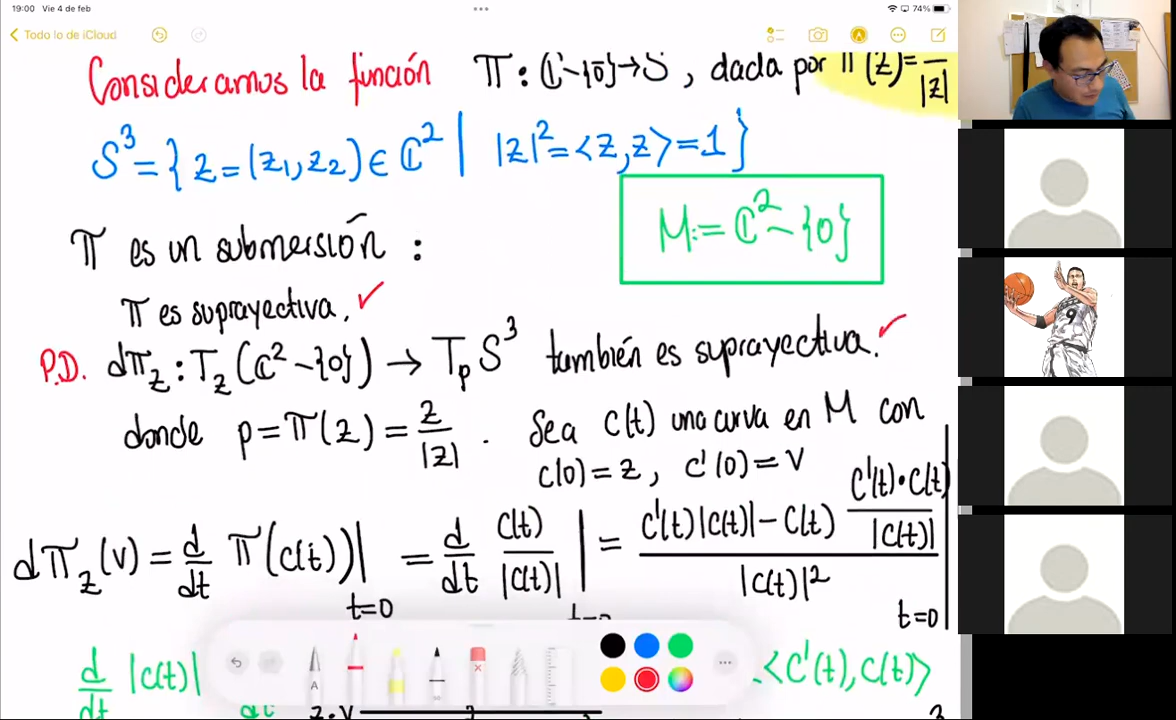 19:00 Vie 4 de feb
74%
Todo lo de iCloud
Consideramos la función π : ℂ²-{0}→S³, dada por π(z)=z/|z|
S³={z=(z₁,z₂)∈ℂ² | |z|²=<z,z>=1}
M:=ℂ²-{0}
π es un submersión :
π es suprayectiva. ✓
P.D. dπ_z : T_z(ℂ²-{0}) → T_p S³ también es suprayectiva. ✓
donde p=π(z)=z/|z| . Sea c(t) una curva en M con
c(0)=z, c'(0)=v
dπ_z(v)=d/dt π(c(t))|_{t=0} = d/dt c(t)/|c(t)| |_{t=0} = (c'(t)|c(t)|-c(t) (c'(t)·c(t))/|c(t)|)/|c(t)|² |_{t=0}
d/dt |c(t)|
<c'(t),c(t)>
z·v
9
A